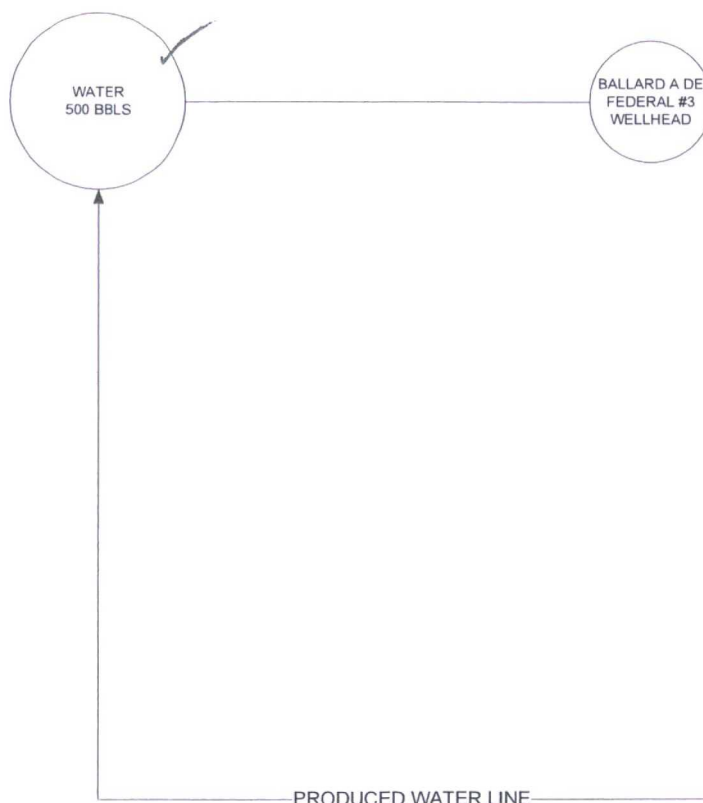 WATER
500 BBLS
BALLARD A DE
FEDERAL #3
WELLHEAD
PRODUCED WATER LINE